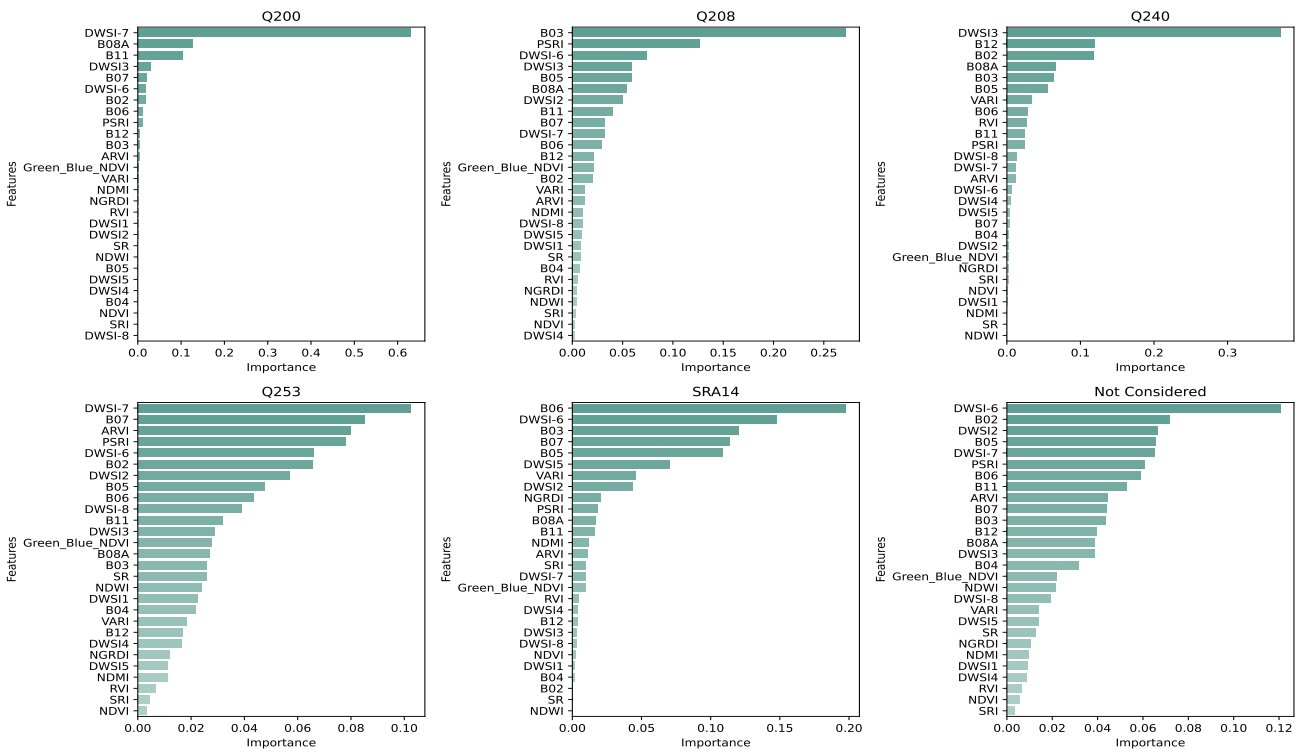 Q200
Features
DWSI-7
B08A
B11
DWSI3
B07
DWSI-6
B02
B06
PSRI
B12
B03
ARVI
Green_Blue_NDVI
VARI
NDMI
NGRDI
RVI
DWSI1
DWSI2
SR
NDWI
B05
DWSI5
DWSI4
B04
NDVI
SRI
DWSI-8
0.0 0.1 0.2 0.3 0.4 0.5 0.6
Importance
Q208
Features
B03
PSRI
DWSI-6
DWSI3
B05
B08A
DWSI2
B11
B07
DWSI-7
B06
B12
Green_Blue_NDVI
B02
VARI
ARVI
NDMI
DWSI-8
DWSI5
DWSI1
SR
B04
RVI
NGRDI
NDWI
SRI
NDVI
DWSI4
0.00 0.05 0.10 0.15 0.20 0.25
Importance
Q240
Features
DWSI3
B12
B02
B08A
B03
B05
VARI
B06
RVI
B11
PSRI
DWSI-8
DWSI-7
ARVI
DWSI-6
DWSI4
DWSI5
B07
B04
DWSI2
Green_Blue_NDVI
NGRDI
SRI
NDVI
DWSI1
NDMI
SR
NDWI
0.0 0.1 0.2 0.3
Importance
Q253
Features
DWSI-7
B07
ARVI
PSRI
DWSI-6
B02
DWSI2
B05
B06
DWSI-8
B11
DWSI3
Green_Blue_NDVI
B08A
B03
SR
NDWI
DWSI1
B04
VARI
B12
DWSI4
NGRDI
DWSI5
NDMI
RVI
SRI
NDVI
0.00 0.02 0.04 0.06 0.08 0.10
Importance
SRA14
Features
B06
DWSI-6
B03
B07
B05
DWSI5
VARI
DWSI2
NGRDI
PSRI
B08A
B11
NDMI
ARVI
SRI
DWSI-7
Green_Blue_NDVI
RVI
DWSI4
B12
DWSI3
DWSI-8
NDVI
DWSI1
B04
B02
SR
NDWI
0.00 0.05 0.10 0.15 0.20
Importance
Not Considered
Features
DWSI-6
B02
DWSI2
B05
DWSI-7
PSRI
B06
B11
ARVI
B07
B03
B12
B08A
DWSI3
B04
Green_Blue_NDVI
NDWI
DWSI-8
VARI
DWSI5
SR
NGRDI
NDMI
DWSI1
DWSI4
RVI
NDVI
SRI
0.00 0.02 0.04 0.06 0.08 0.10 0.12
Importance